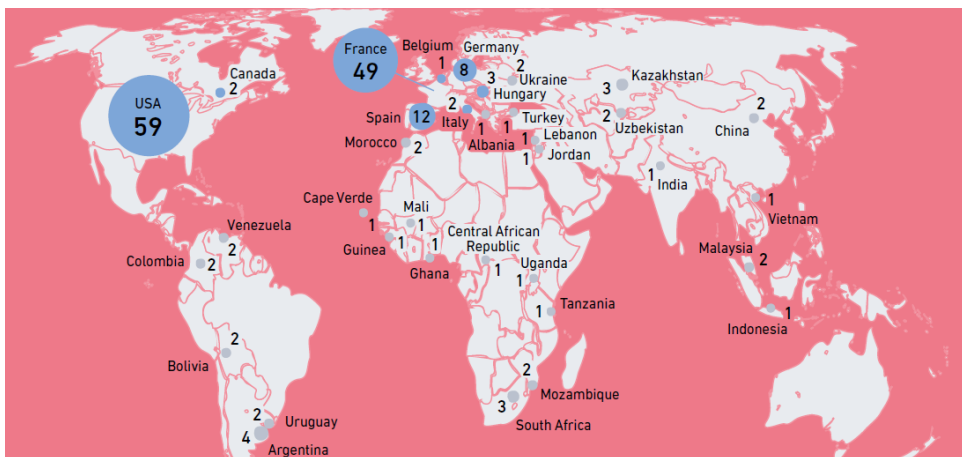 USA
59
Canada
2
France
49
Belgium
1
Germany
8
2
Ukraine
3
Hungary
Kazakhstan
3
Spain
12
2
Italy
1
Albania
1
Turkey
2
Uzbekistan
2
China
Morocco
2
1
Lebanon
1
Jordan
1
India
Cape Verde
1
Mali
1
Guinea
1
1
Ghana
Central African
Republic
1
Uganda
1
1
Tanzania
1
Vietnam
Malaysia
2
Indonesia
1
Venezuela
2
Colombia
2
2
Bolivia
2
Uruguay
4
Argentina
2
Mozambique
3
South Africa